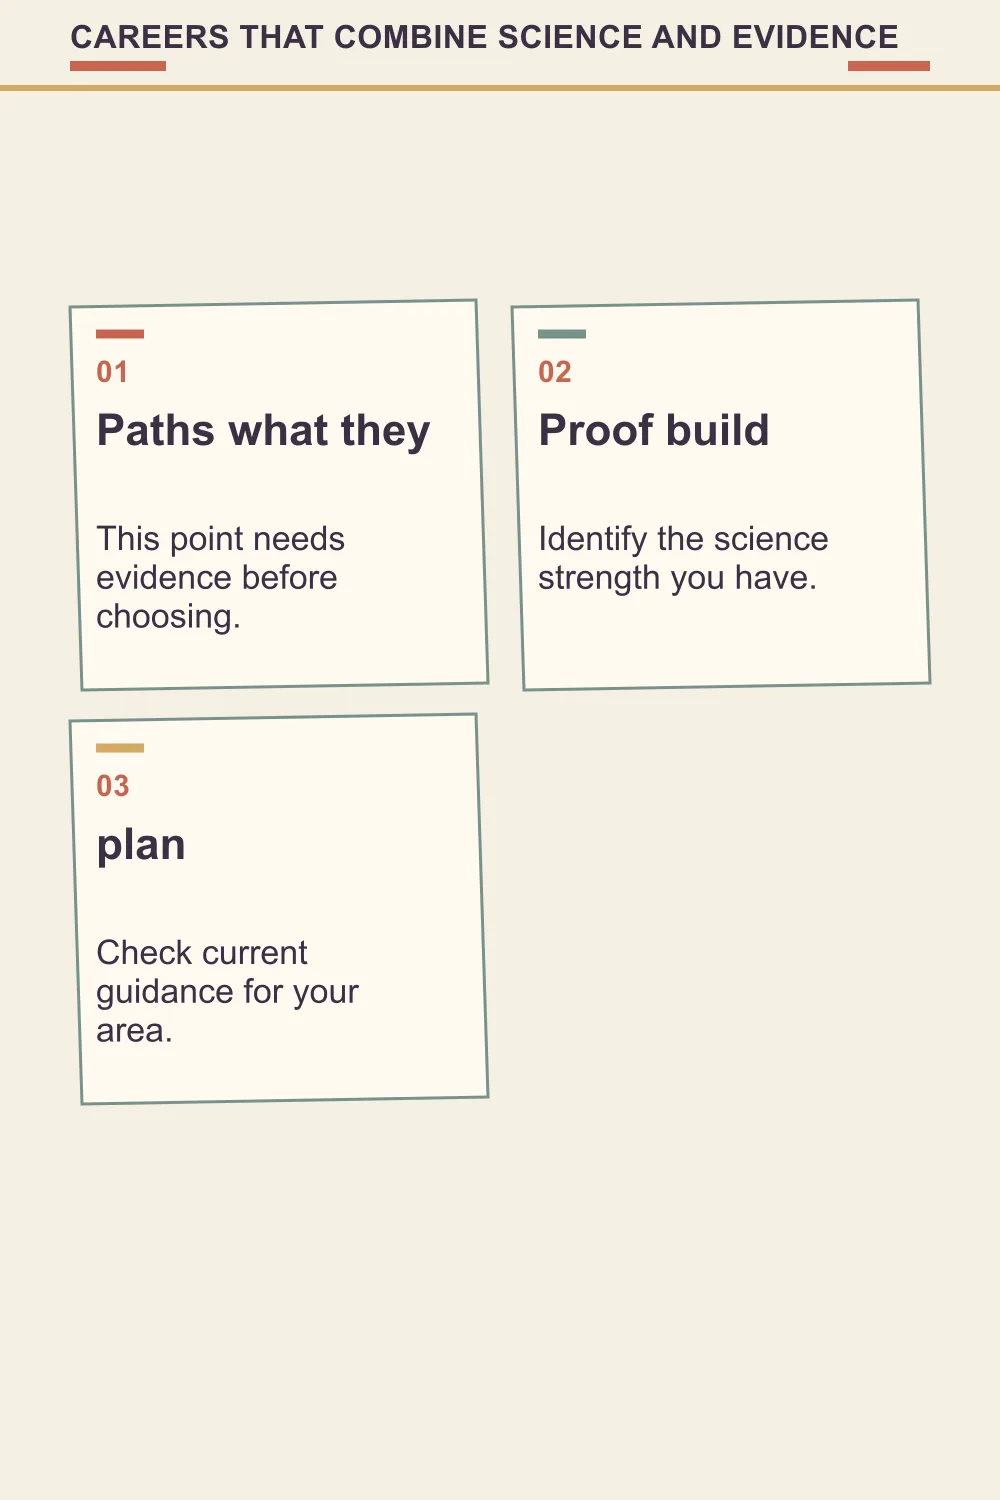 CAREERS THAT COMBINE SCIENCE AND EVIDENCE
01
Paths what they
This point needs
evidence before
choosing.
02
Proof build
Identify the science
strength you have.
03
plan
Check current
guidance for your
area.